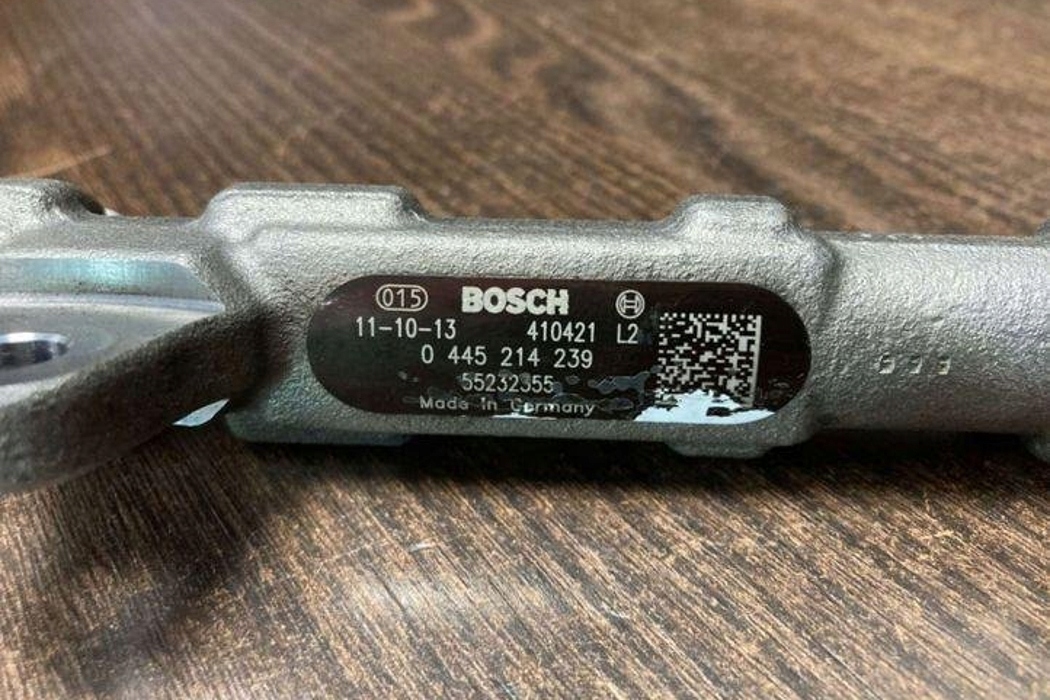 015 BOSCH
11-10-13 410421 L2
0 445 214 239
55232355
Made in Germany